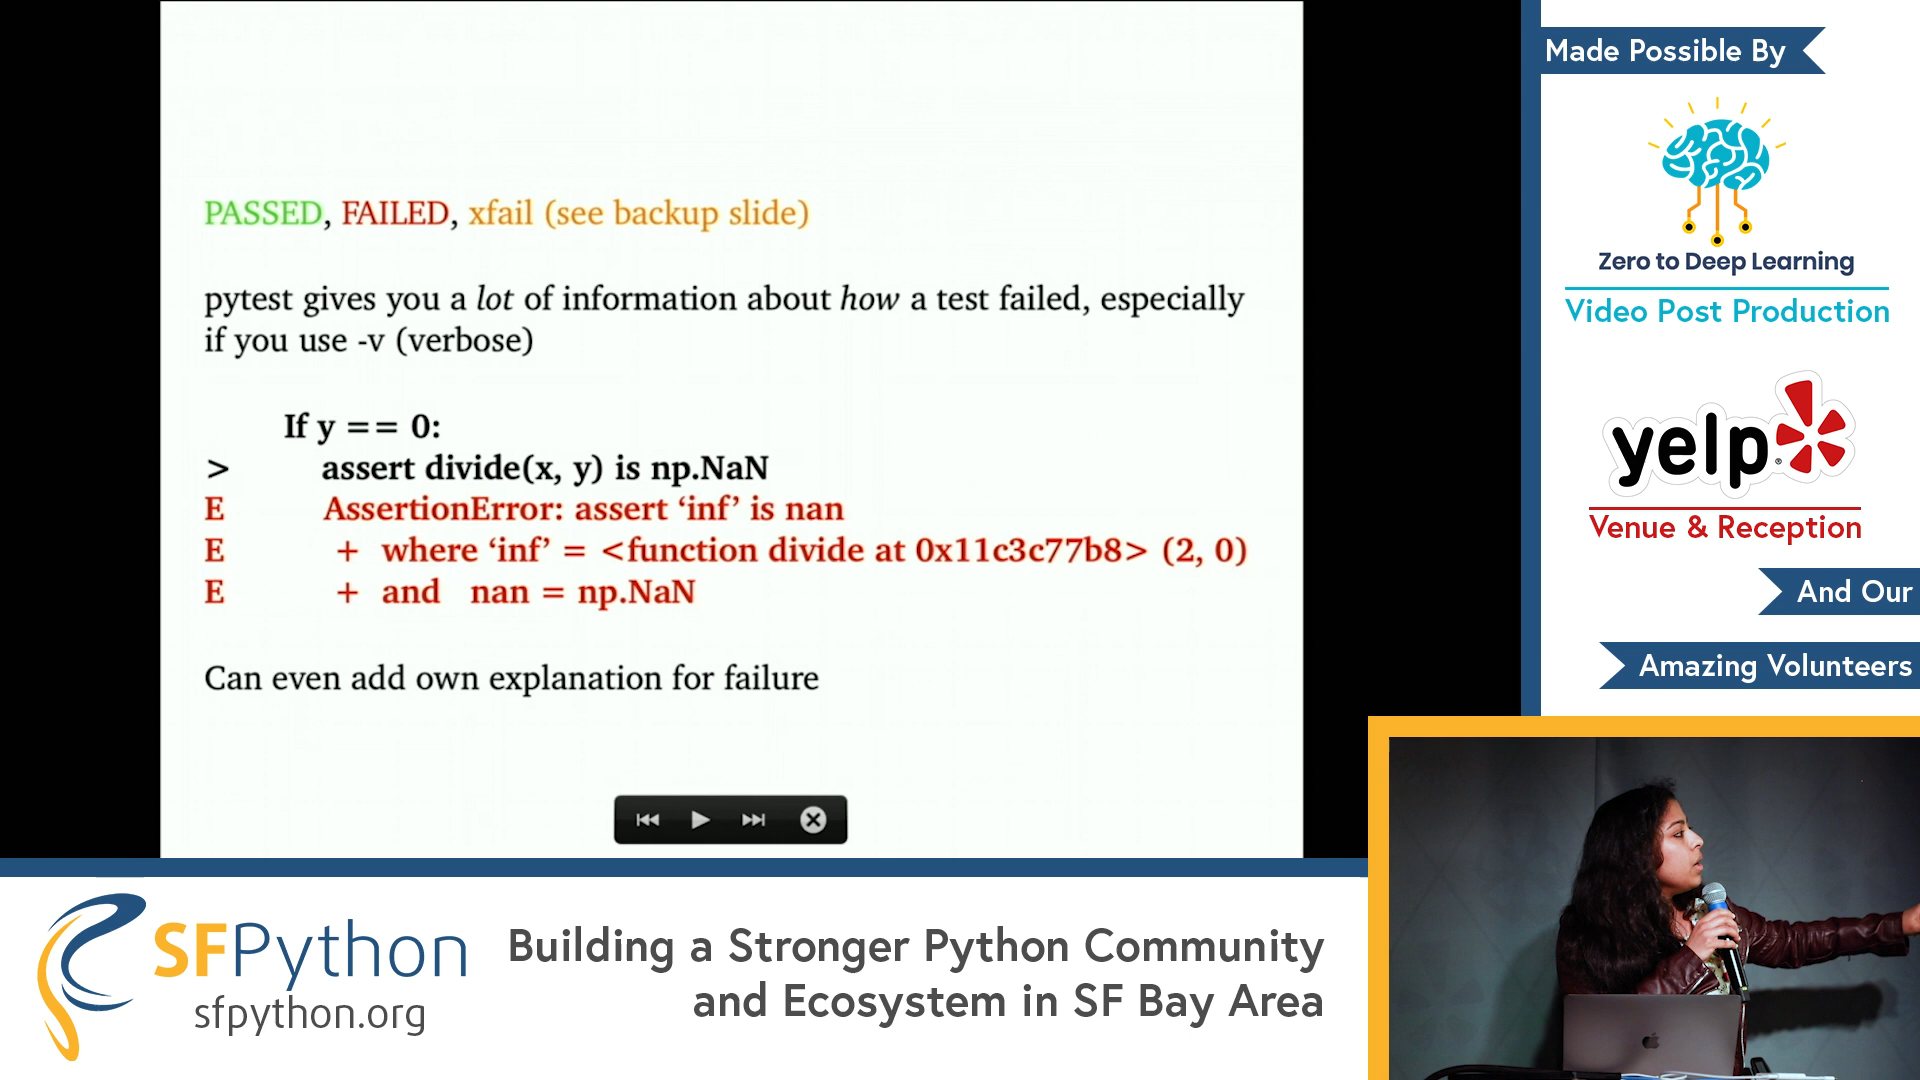 PASSED, FAILED, xfail (see backup slide)
pytest gives you a lot of information about how a test failed, especially
if you use -v (verbose)
If y == 0:
> assert divide(x, y) is np.NaN
E AssertionError: assert ‘inf’ is nan
E + where ‘inf’ = <function divide at 0x11c3c77b8> (2, 0)
E + and nan = np.NaN
Can even add own explanation for failure
Made Possible By
Zero to Deep Learning
Video Post Production
yelp
Venue & Reception
And Our
Amazing Volunteers
SFPython
sfpython.org
Building a Stronger Python Community
and Ecosystem in SF Bay Area